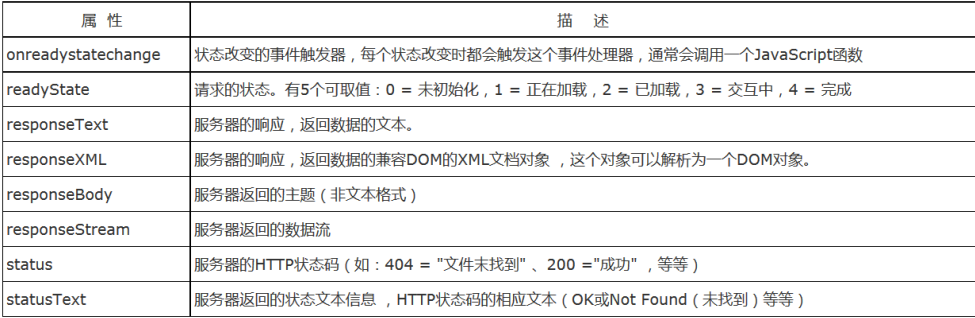 属 性 描 述
onreadystatechange 状态改变的事件触发器，每个状态改变时都会触发这个事件处理器，通常会调用一个JavaScript函数
readyState 请求的状态。有5个可取值：0 = 未初始化，1 = 正在加载，2 = 已加载，3 = 交互中，4 = 完成
responseText 服务器的响应，返回数据的文本。
responseXML 服务器的响应，返回数据的兼容DOM的XML文档对象 ，这个对象可以解析为一个DOM对象。
responseBody 服务器返回的主题（非文本格式）
responseStream 服务器返回的数据流
status 服务器的HTTP状态码（如：404 = "文件末找到" 、200 ="成功" ，等等）
statusText 服务器返回的状态文本信息 ，HTTP状态码的相应文本（OK或Not Found（未找到）等等）